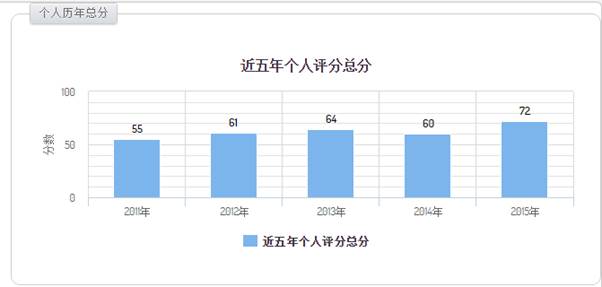 个人历年总分
近五年个人评分总分
100
55
61
64
60
72
分数
50
0
2011年
2012年
2013年
2014年
2015年
近五年个人评分总分